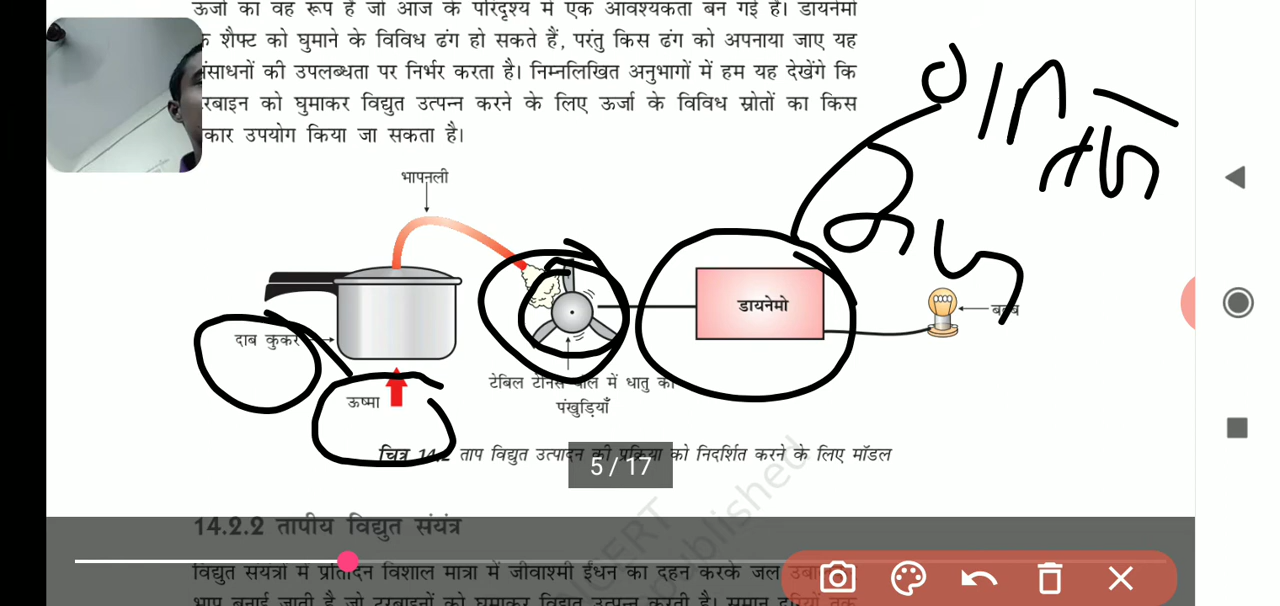 ऊर्जा का वह रूप है जो आज के परिदृश्य में एक आवश्यकता बन गई है। डायनेमो
के शैफ्ट को घुमाने के विविध ढंग हो सकते हैं, परंतु किस ढंग को अपनाया जाए यह
संसाधनों की उपलब्धता पर निर्भर करता है। निम्नलिखित अनुभागों में हम यह देखेंगे कि
टरबाइन को घुमाकर विद्युत उत्पन्न करने के लिए ऊर्जा के विविध स्रोतों का किस
प्रकार उपयोग किया जा सकता है।
भापनली
दाब कुकर
डायनेमो
बल्ब
ऊष्मा
टेबिल टेनिस बॉल में धातु की
पंखुड़ियाँ
चित्र 14.2 ताप विद्युत उत्पादन की प्रक्रिया को निदर्शित करने के लिए मॉडल
5 / 17
14.2.2 तापीय विद्युत संयंत्र
विद्युत संयंत्रों में प्रतिदिन विशाल मात्रा में जीवाश्मी ईंधन का दहन करके जल
भाप बनाई जाती है जो टरबाइनों को घुमाकर विद्युत उत्पन्न करती है। समान दूरियों तक
NCERT
published